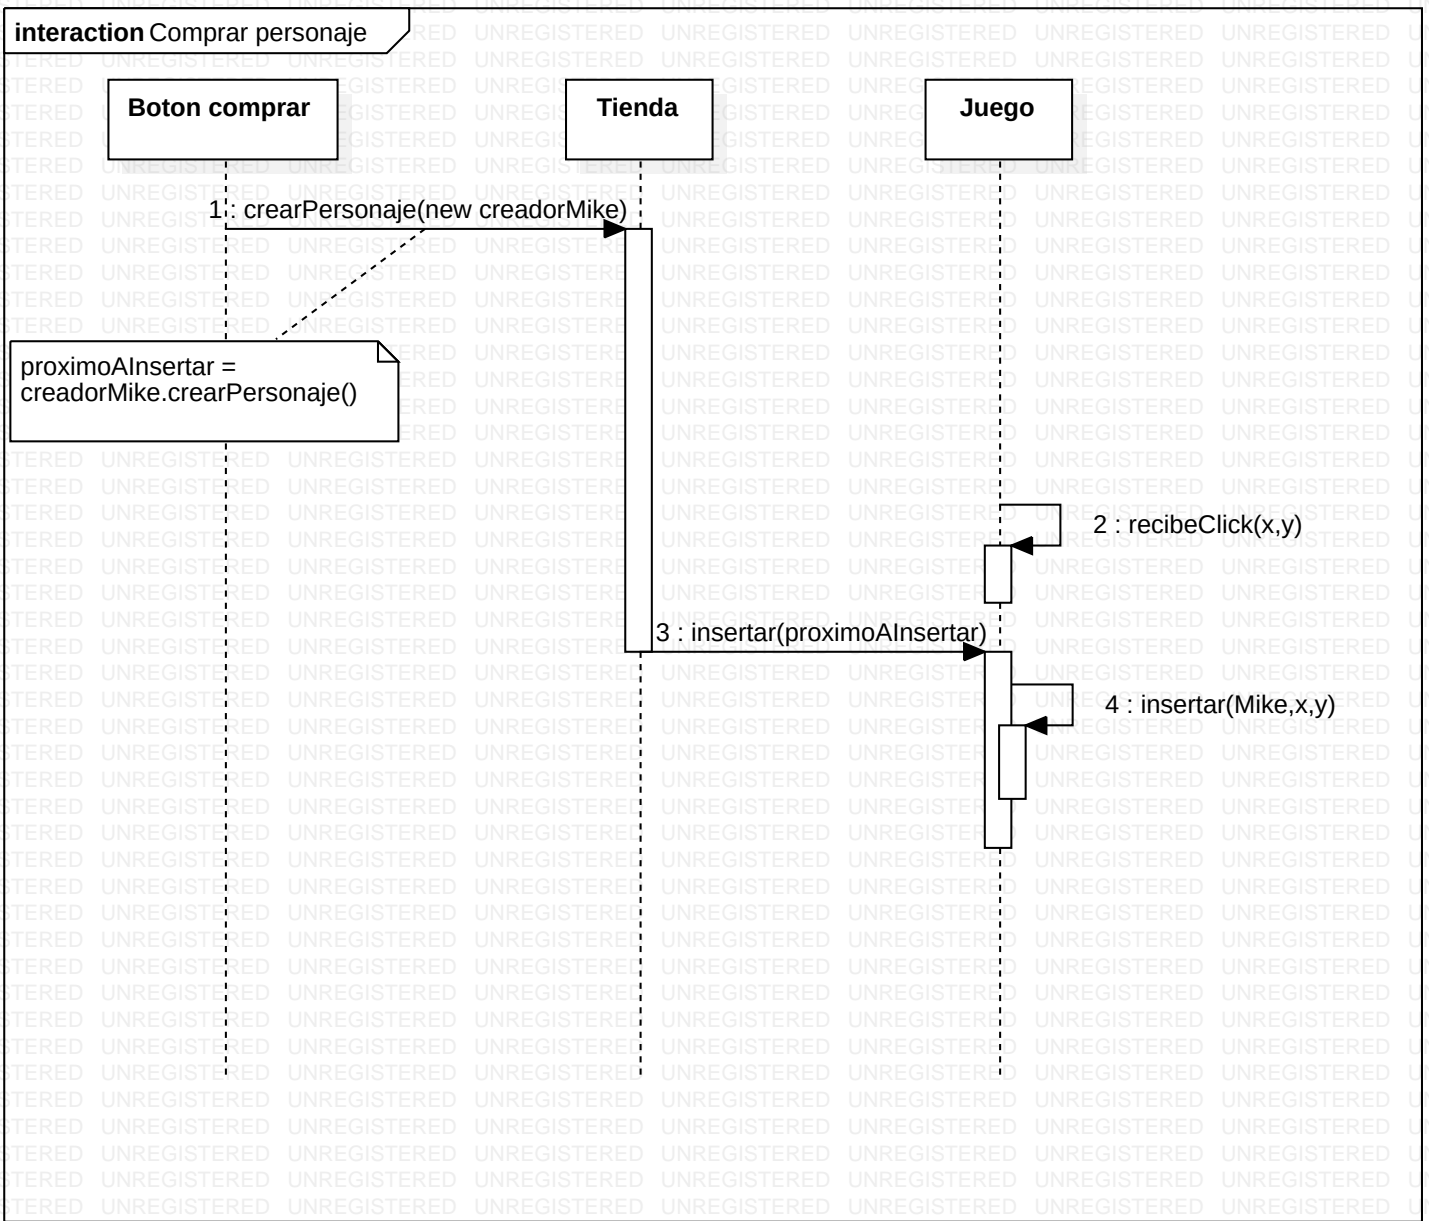 interaction Comprar personaje
Boton comprar
Tienda
Juego
1 : crearPersonaje(new creadorMike)
proximoAInsertar =
creadorMike.crearPersonaje()
2 : recibeClick(x,y)
3 : insertar(proximoAInsertar)
4 : insertar(Mike,x,y)
UNREGISTERED